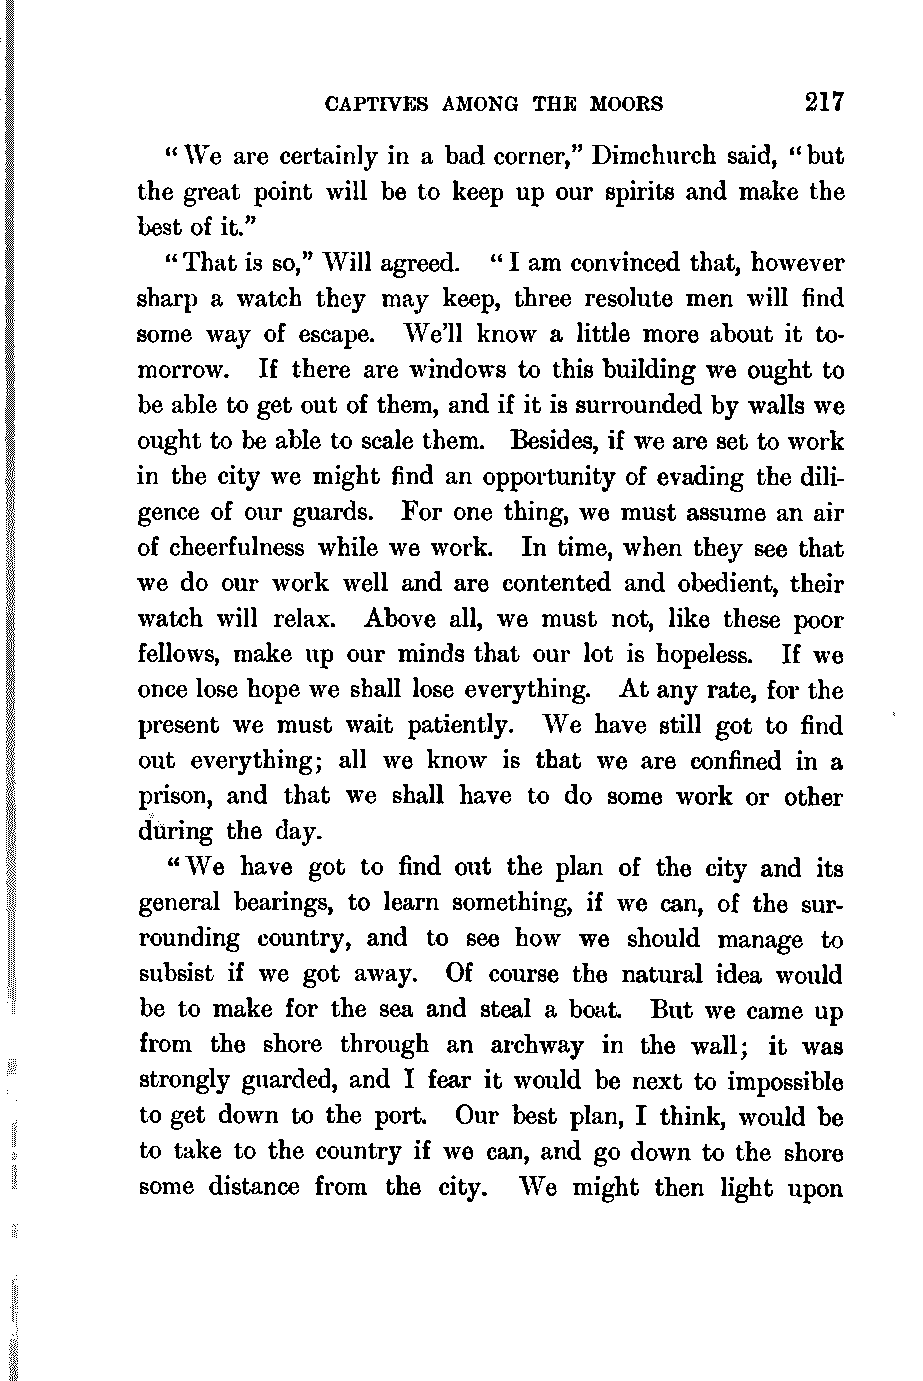 CAPTIVES AMONG THE MOORS 217
“We are certainly in a bad corner,” Dimchurch said, “but
the great point will be to keep up our spirits and make the
best of it.”
“That is so,” Will agreed. “I am convinced that, however
sharp a watch they may keep, three resolute men will find
some way of escape. We’ll know a little more about it to-
morrow. If there are windows to this building we ought to
be able to get out of them, and if it is surrounded by walls we
ought to be able to scale them. Besides, if we are set to work
in the city we might find an opportunity of evading the dili-
gence of our guards. For one thing, we must assume an air
of cheerfulness while we work. In time, when they see that
we do our work well and are contented and obedient, their
watch will relax. Above all, we must not, like these poor
fellows, make up our minds that our lot is hopeless. If we
once lose hope we shall lose everything. At any rate, for the
present we must wait patiently. We have still got to find
out everything; all we know is that we are confined in a
prison, and that we shall have to do some work or other
during the day.
“We have got to find out the plan of the city and its
general bearings, to learn something, if we can, of the sur-
rounding country, and to see how we should manage to
subsist if we got away. Of course the natural idea would
be to make for the sea and steal a boat. But we came up
from the shore through an archway in the wall; it was
strongly guarded, and I fear it would be next to impossible
to get down to the port. Our best plan, I think, would be
to take to the country if we can, and go down to the shore
some distance from the city. We might then light upon